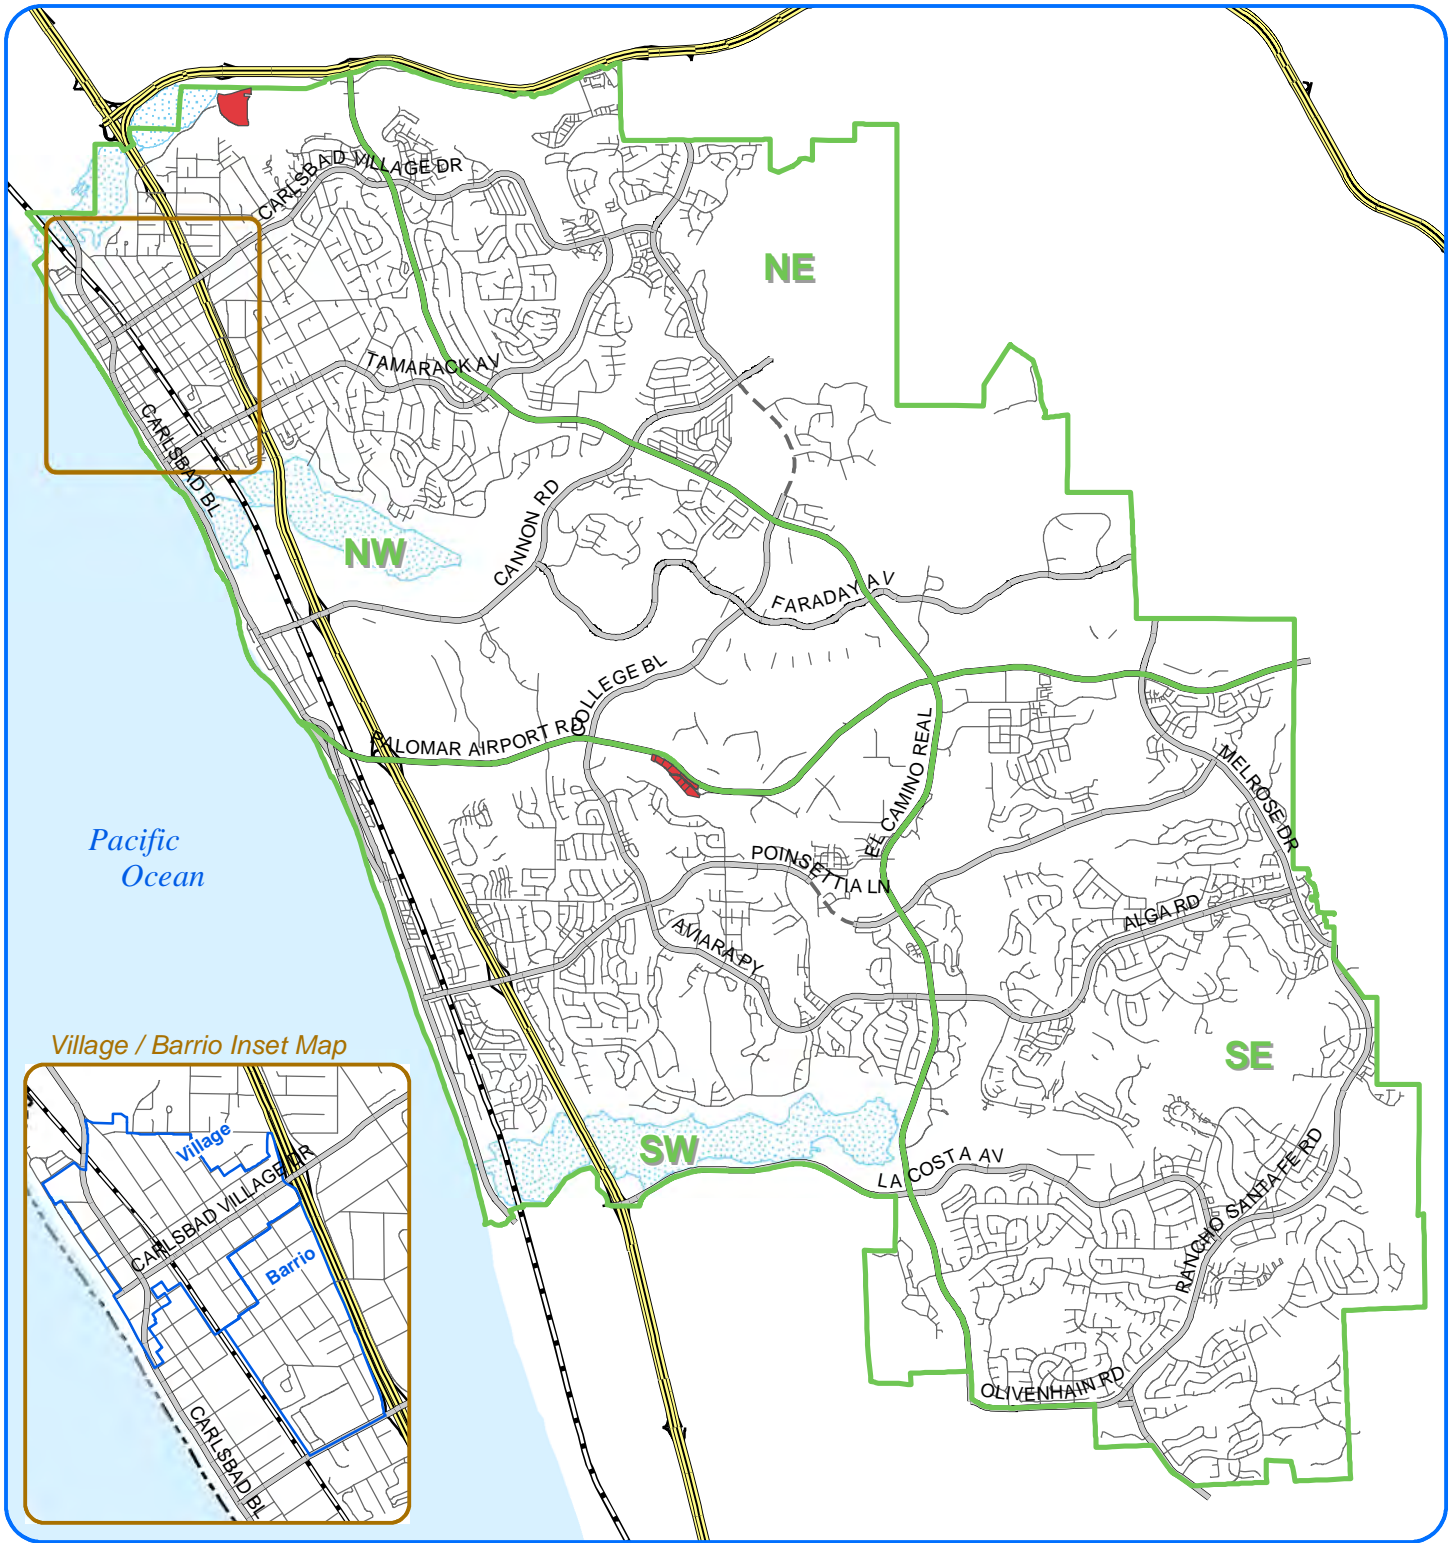 CARLSBAD VILLAGE DR
NE
TAMARACK AV
CARLSBAD BL
NW
CANNON RD
FARADAY AV
COLLEGE BL
PALOMAR AIRPORT RD
EL CAMINO REAL
MELROSE DR
Pacific
Ocean
POINSETTIA LN
ALGA RD
AVIARA PY
SE
SW
LA COSTA AV
RANCHO SANTA FE RD
OLIVENHAIN RD
Village / Barrio Inset Map
Village
CARLSBAD VILLAGE DR
Barrio
CARLSBAD BL